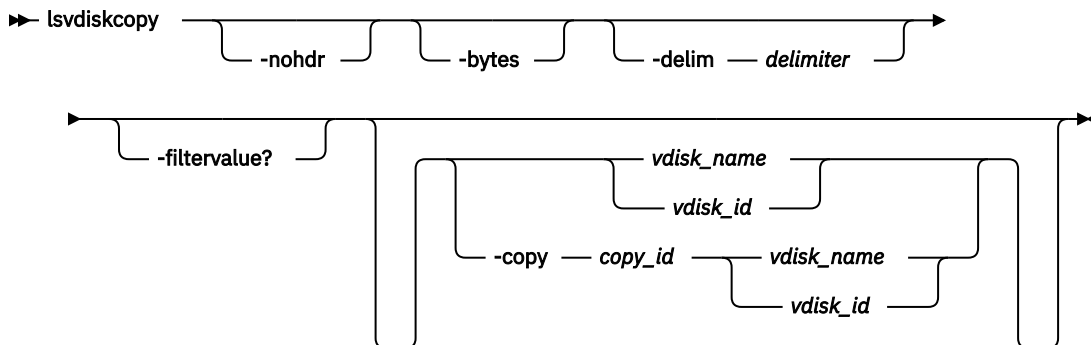 lsvdiskcopy
-nohdr -bytes -delim delimiter
-filtervalue? vdisk_name
vdisk_id
-copy copy_id vdisk_name
vdisk_id